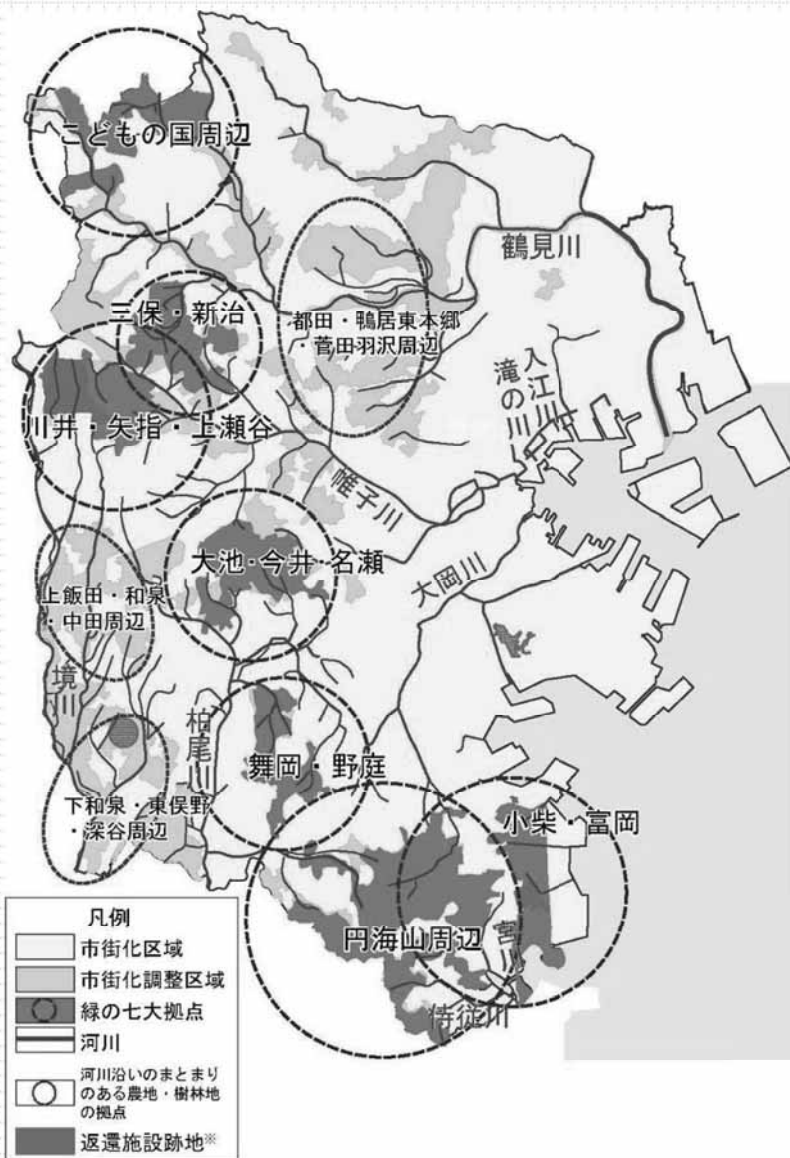 こどもの国周辺
鶴見川
三保・新治
都田・鴨居東本郷
・菅田羽沢周辺
入江川
滝の川
川井・矢指・上瀬谷
帷子川
大池・今井・名瀬
大岡川
上飯田・和泉
・中田周辺
境川
柏尾川
舞岡・野庭
下和泉・東俣野
・深谷周辺
小柴・富岡
円海山周辺
宮川
侍従川
凡例
市街化区域
市街化調整区域
緑の七大拠点
河川
河川沿いのまとまり
のある農地・樹林地
の拠点
返還施設跡地※